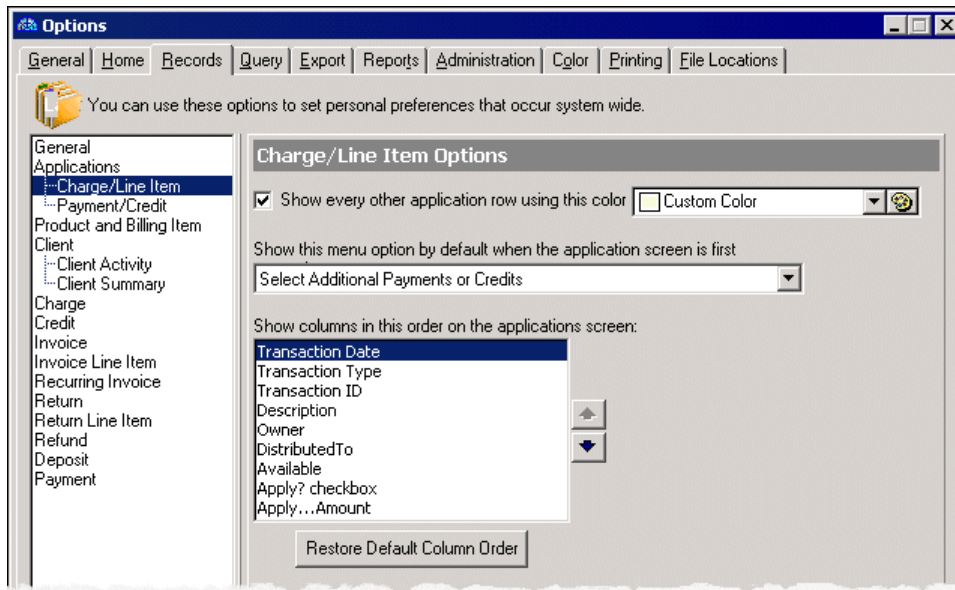 Options
General Home Records Query Export Reports Administration Color Printing File Locations
You can use these options to set personal preferences that occur system wide.
General
Applications
Charge/Line Item
Payment/Credit
Product and Billing Item
Client
Client Activity
Client Summary
Charge
Credit
Invoice
Invoice Line Item
Recurring Invoice
Return
Return Line Item
Refund
Deposit
Payment
Charge/Line Item Options
Show every other application row using this color Custom Color
Show this menu option by default when the application screen is first
Select Additional Payments or Credits
Show columns in this order on the applications screen:
Transaction Date
Transaction Type
Transaction ID
Description
Owner
DistributedTo
Available
Apply? checkbox
Apply...Amount
Restore Default Column Order